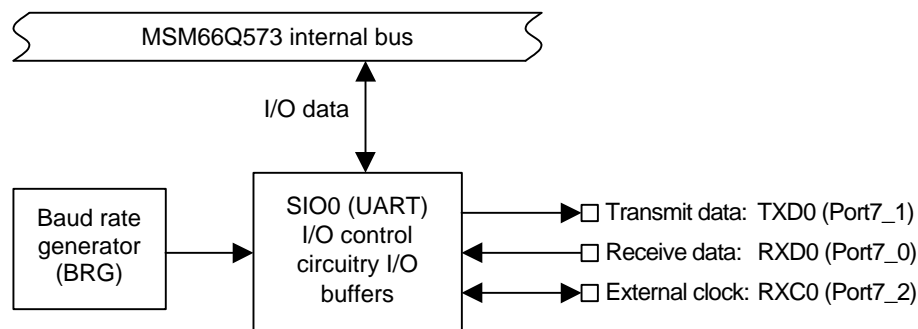 MSM66Q573 internal bus
I/O data
Baud rate
generator
(BRG)
SIO0 (UART)
I/O control
circuitry I/O
buffers
Transmit data: TXD0 (Port7_1)
Receive data: RXD0 (Port7_0)
External clock: RXC0 (Port7_2)